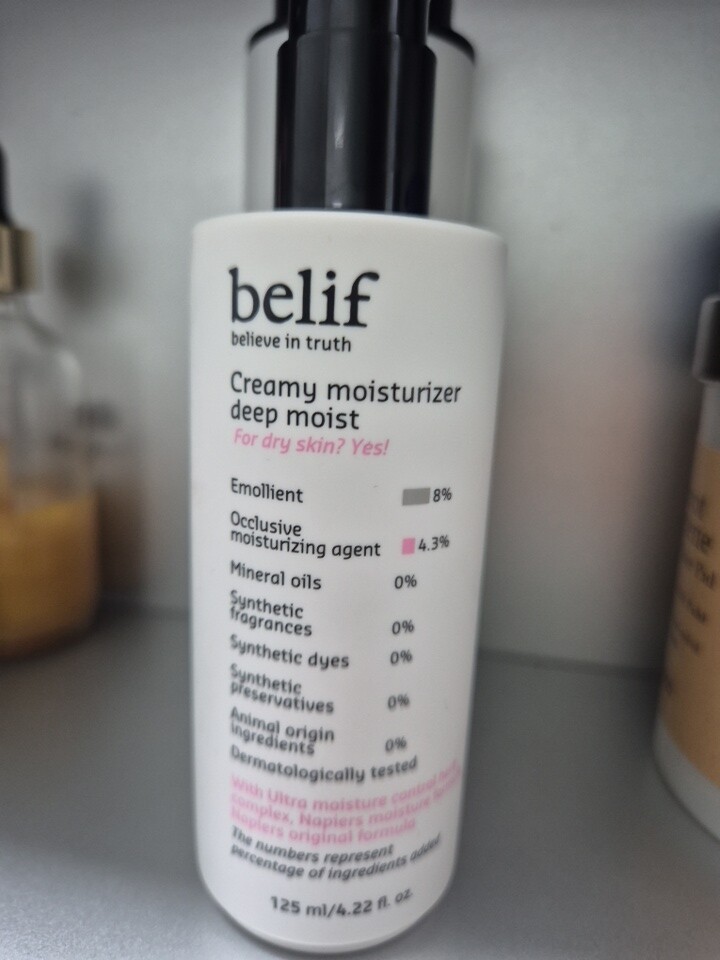 belif
believe in truth
Creamy moisturizer
deep moist
For dry skin? Yes!
Emollient 8%
Occlusive
moisturizing agent 4.3%
Mineral oils 0%
Synthetic
fragrances 0%
Synthetic dyes 0%
Synthetic
preservatives 0%
Animal origin
ingredients 0%
Dermatologically tested
With Ultra moisture control
complex, Napiers moisture
Napiers original formula
The numbers represent
percentage of ingredients added
125 ml/4.22 fl. oz.